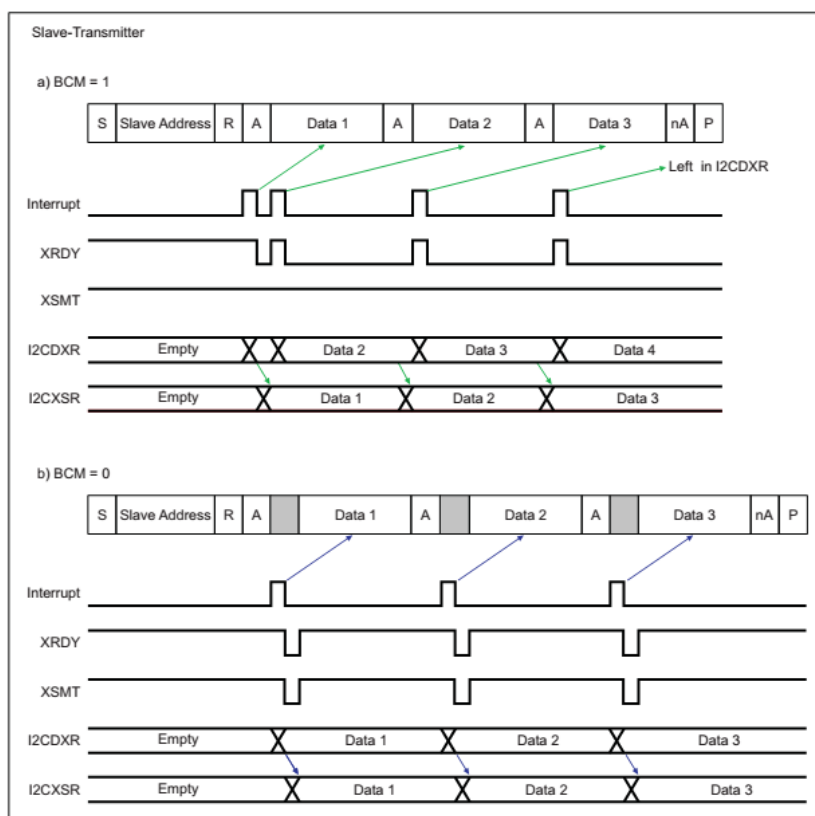 Slave-Transmitter
a) BCM = 1
S Slave Address R A Data 1 A Data 2 A Data 3 nA P
Left in I2CDXR
Interrupt
XRDY
XSMT
I2CDXR Empty Data 2 Data 3 Data 4
I2CXSR Empty Data 1 Data 2 Data 3
b) BCM = 0
S Slave Address R A Data 1 A Data 2 A Data 3 nA P
Interrupt
XRDY
XSMT
I2CDXR Empty Data 1 Data 2 Data 3
I2CXSR Empty Data 1 Data 2 Data 3